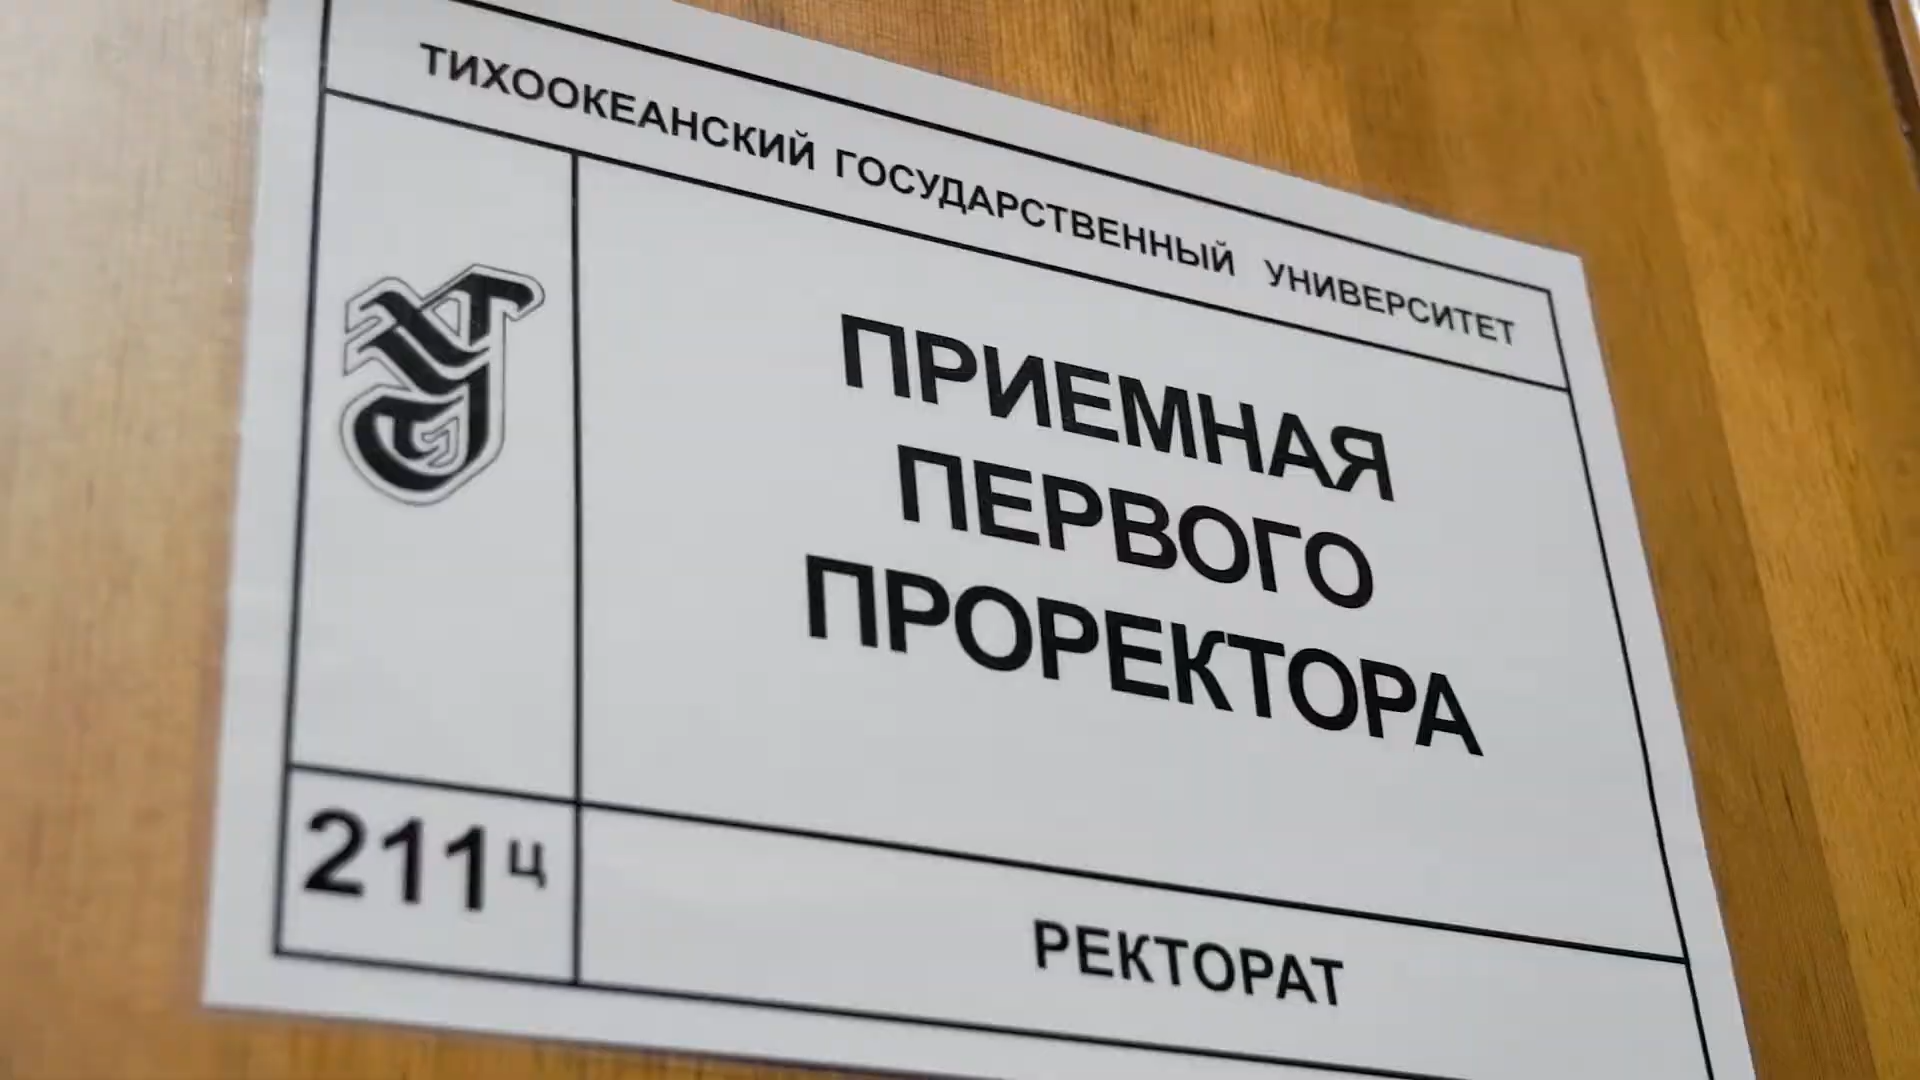 ТИХООКЕАНСКИЙ ГОСУДАРСТВЕННЫЙ УНИВЕРСИТЕТ
ПРИЕМНАЯ
ПЕРВОГО
ПРОРЕКТОРА
211ц
РЕКТОРАТ